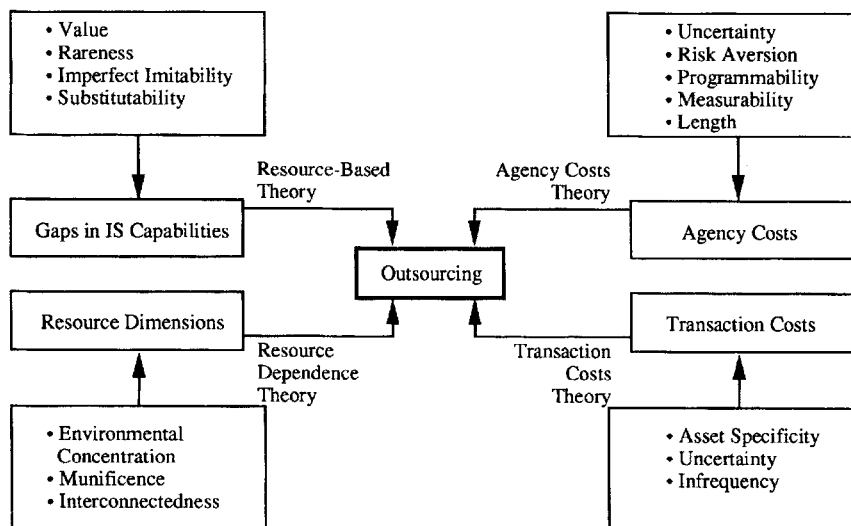 • Value
• Rareness
• Imperfect Imitability
• Substitutability
• Uncertainty
• Risk Aversion
• Programmability
• Measurability
• Length
Resource-Based
Theory
Agency Costs
Theory
Gaps in IS Capabilities
Agency Costs
Outsourcing
Resource Dimensions
Transaction Costs
Resource
Dependence
Theory
Transaction
Costs
Theory
• Environmental
Concentration
• Munificence
• Interconnectedness
• Asset Specificity
• Uncertainty
• Infrequency